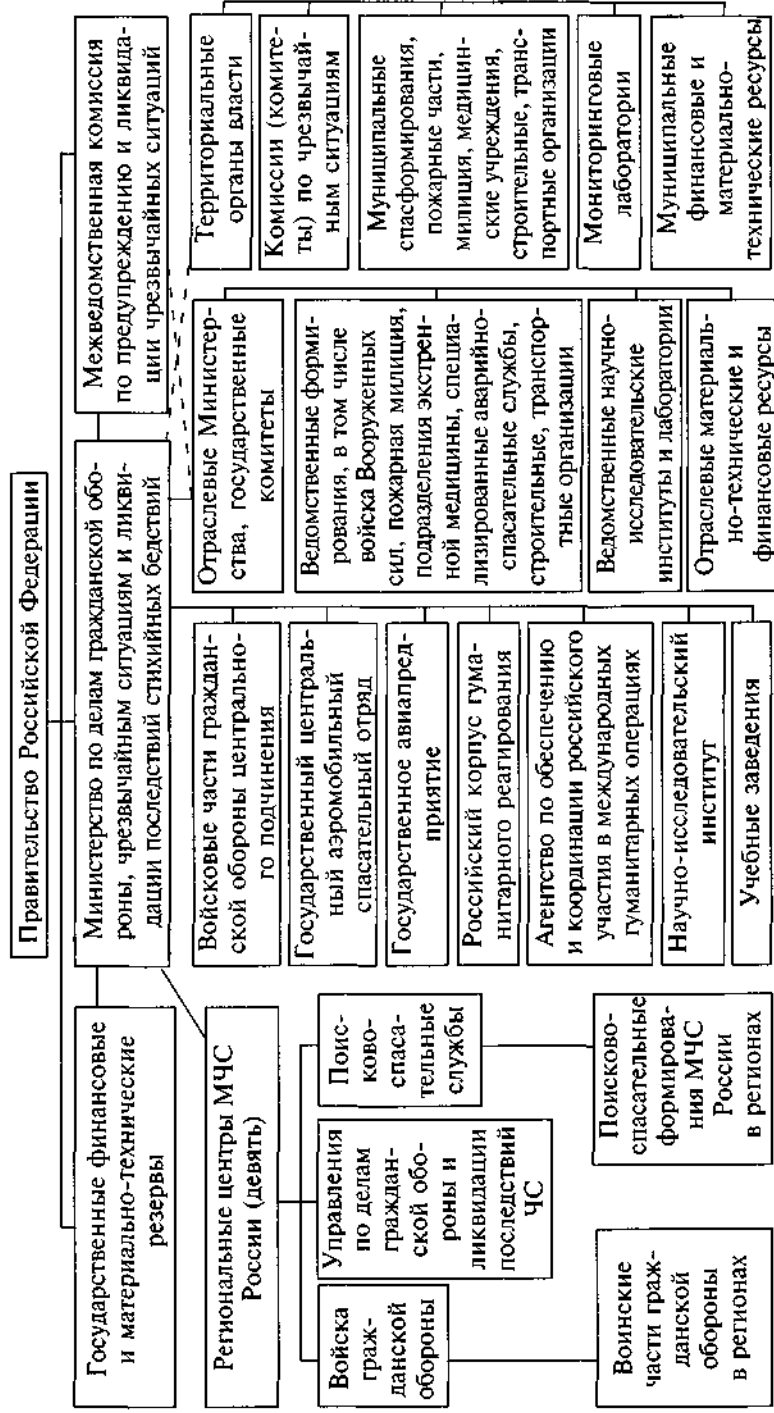 Правительство Российской Федерации
Государственные финансовые
и материально-технические
резервы
Министерство по делам гражданской обо-
роны, чрезвычайным ситуациям и ликви-
дации последствий стихийных бедствий
Межведомственная комиссия
по предупреждению и ликвида-
ции чрезвычайных ситуаций
Региональные центры МЧС
России (девять)
Войска
граж-
данской
обороны
Управления
по делам
граждан-
ской обо-
роны и
ликвидации
последствий
ЧС
Поис-
ково-
спаса-
тельные
службы
Воинские
части граж-
данской
обороны
в регионах
Поисково-
спасательные
формирова-
ния МЧС
России
в регионах
Войсковые части граждан-
ской обороны центрально-
го подчинения
Государственный централь-
ный аэромобильный
спасательный отряд
Государственное авиапред-
приятие
Российский корпус гума-
нитарного реагирования
Агентство по обеспечению
и координации российского
участия в международных
гуманитарных операциях
Научно-исследовательский
институт
Учебные заведения
Отраслевые Министер-
ства, государственные
комитеты
Ведомственные форми-
рования, в том числе
войска Вооруженных
сил, пожарная милиция,
подразделения экстрен-
ной медицины, специа-
лизированные аварийно-
спасательные службы,
строительные, транспор-
тные организации
Ведомственные научно-
исследовательские
институты и лаборатории
Отраслевые материаль-
но-технические и
финансовые ресурсы
Территориальные
органы власти
Комиссии (комите-
ты) по чрезвычай-
ным ситуациям
Муниципальные
спасформирования,
пожарные части,
милиция, медицин-
ские учреждения,
строительные, транс-
портные организации
Мониторинговые
лаборатории
Муниципальные
финансовые и
материально-
технические ресурсы